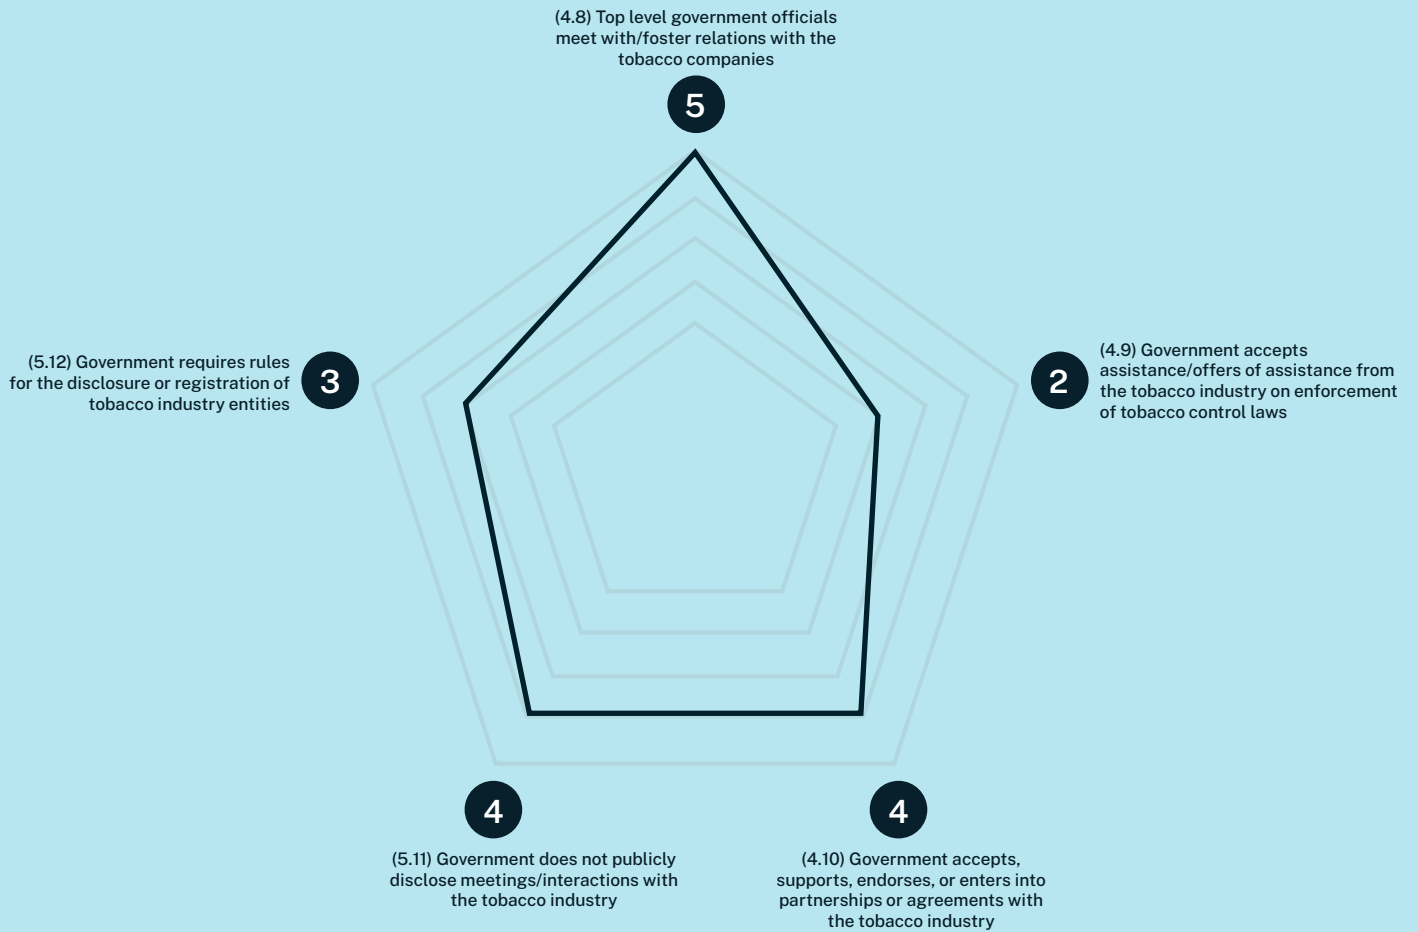 (4.8) Top level government officials
meet with/foster relations with the
tobacco companies
5
(5.12) Government requires rules
for the disclosure or registration of
tobacco industry entities
3
2
(4.9) Government accepts
assistance/offers of assistance from
the tobacco industry on enforcement
of tobacco control laws
4
(5.11) Government does not publicly
disclose meetings/interactions with
the tobacco industry
4
(4.10) Government accepts,
supports, endorses, or enters into
partnerships or agreements with
the tobacco industry